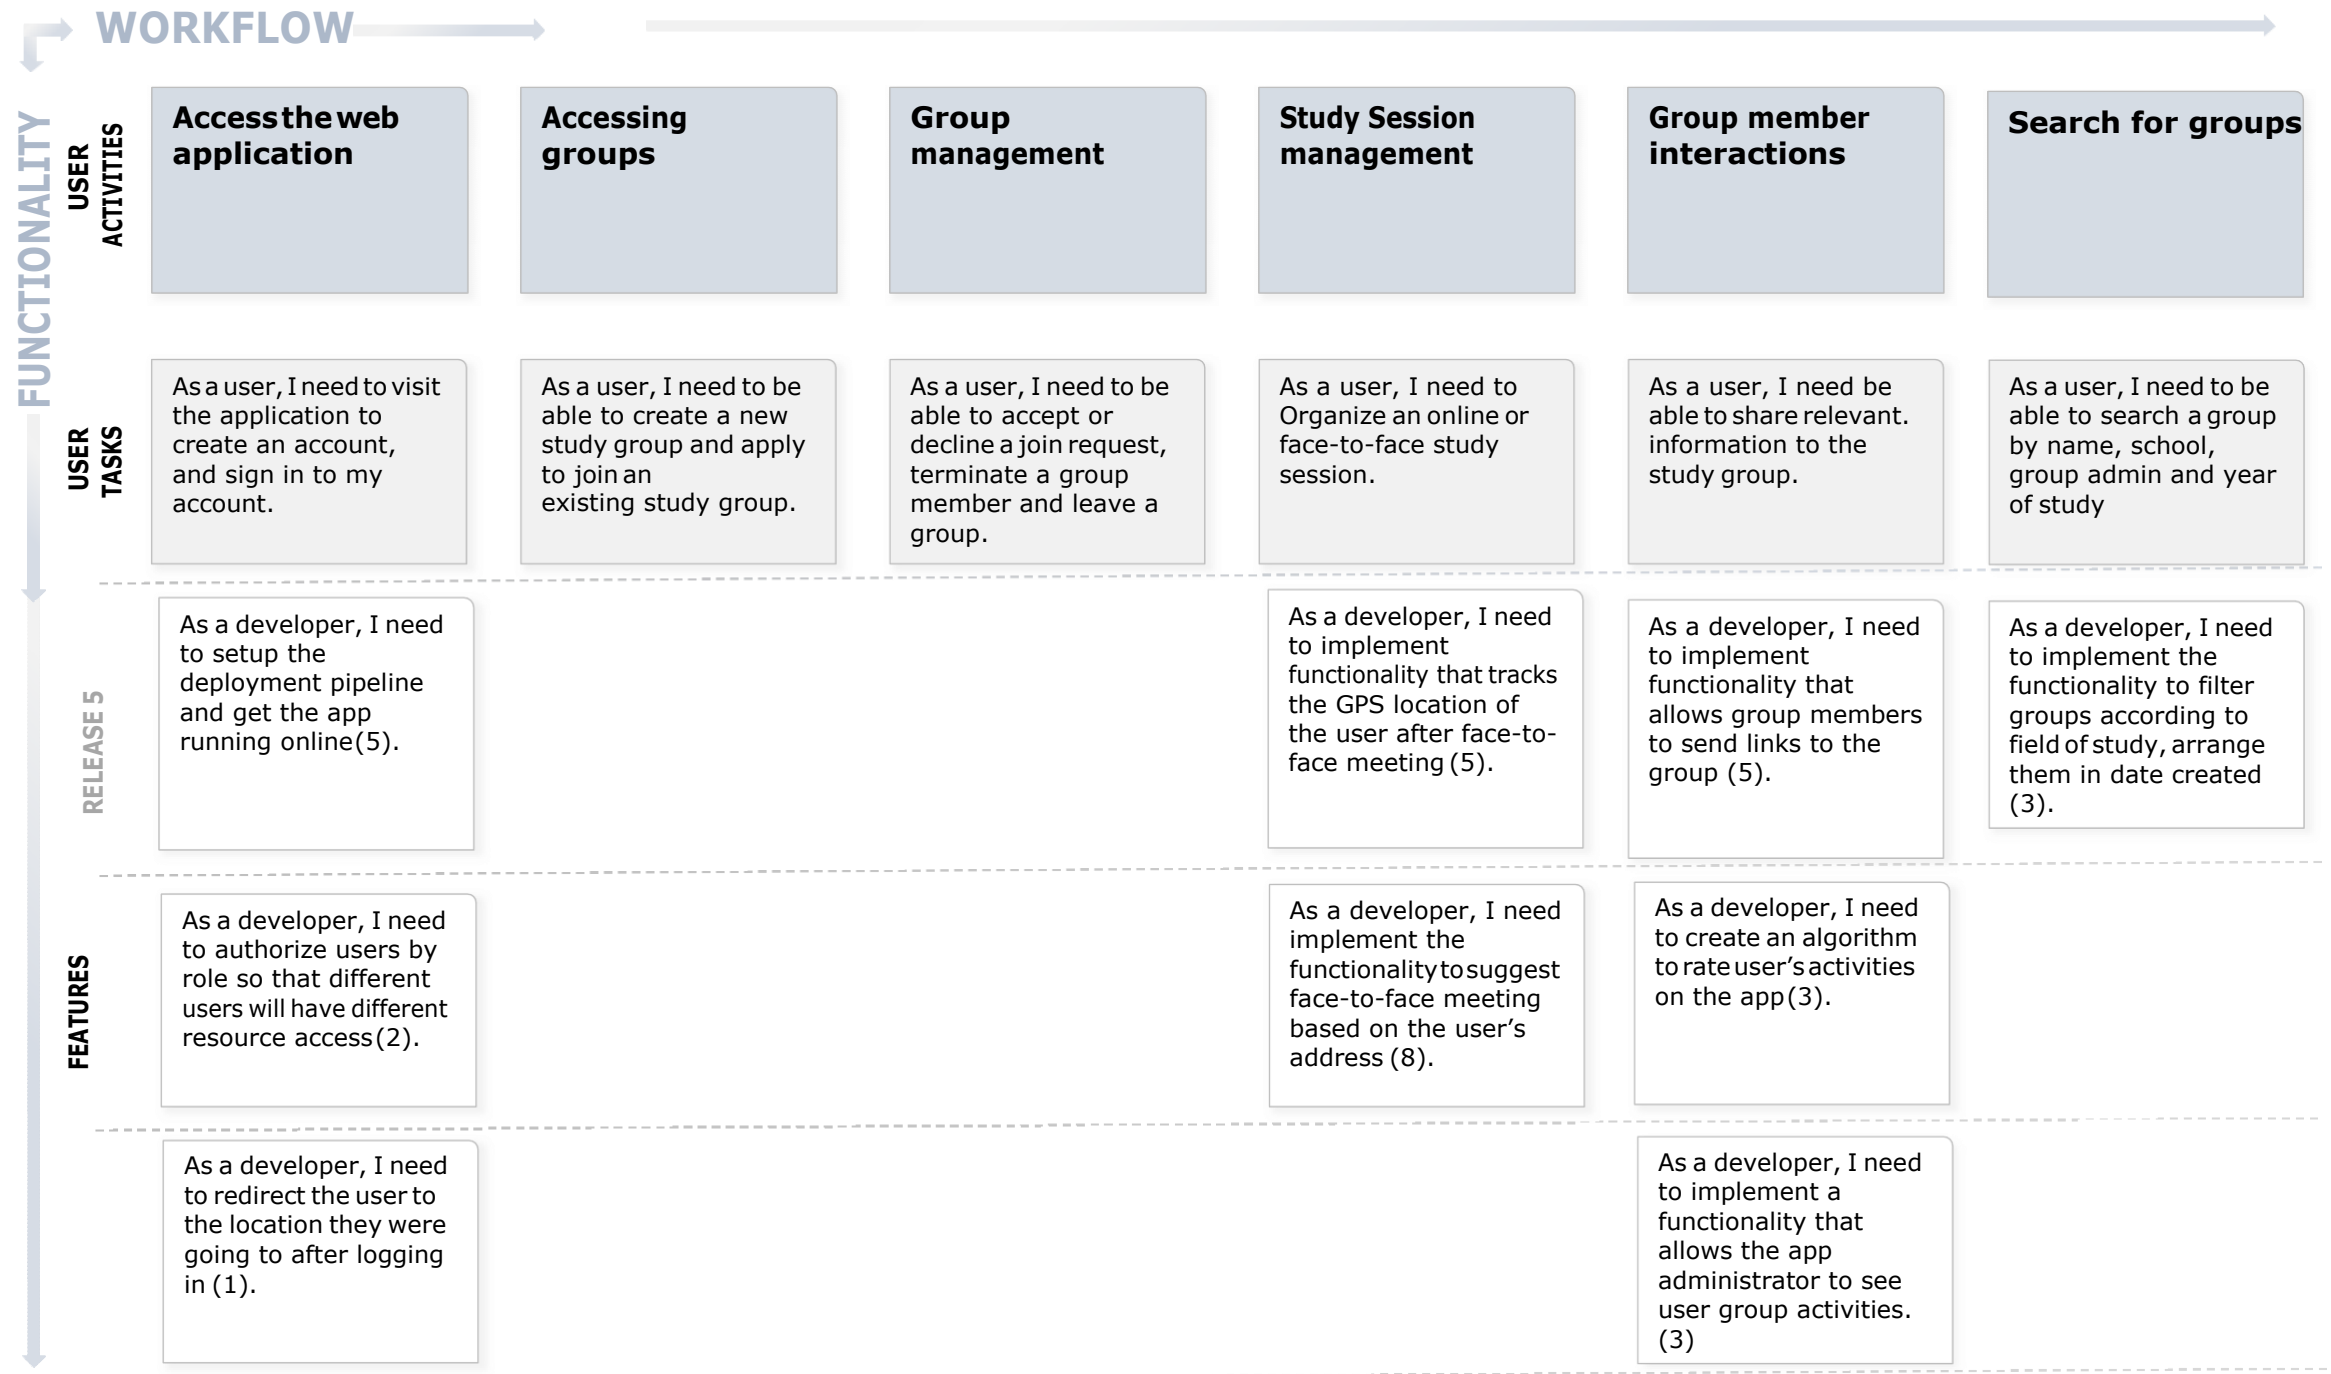 WORKFLOW
FUNCTIONALITY
USER
ACTIVITIES
Access the web
application
Accessing
groups
Group
management
Study Session
management
Group member
interactions
Search for groups
USER
TASKS
As a user, I need to visit
the application to
create an account,
and sign in to my
account.
As a user, I need to be
able to create a new
study group and apply
to join an
existing study group.
As a user, I need to be
able to accept or
decline a join request,
terminate a group
member and leave a
group.
As a user, I need to
Organize an online or
face-to-face study
session.
As a user, I need be
able to share relevant.
information to the
study group.
As a user, I need to be
able to search a group
by name, school,
group admin and year
of study
RELEASE 5
As a developer, I need
to setup the
deployment pipeline
and get the app
running online (5).
As a developer, I need
to implement
functionality that tracks
the GPS location of
the user after face-to-
face meeting (5).
As a developer, I need
to implement
functionality that
allows group members
to send links to the
group (5).
As a developer, I need
to implement the
functionality to filter
groups according to
field of study, arrange
them in date created
(3).
FEATURES
As a developer, I need
to authorize users by
role so that different
users will have different
resource access (2).
As a developer, I need
implement the
functionality to suggest
face-to-face meeting
based on the user’s
address (8).
As a developer, I need
to create an algorithm
to rate user’s activities
on the app (3).
As a developer, I need
to redirect the user to
the location they were
going to after logging
in (1).
As a developer, I need
to implement a
functionality that
allows the app
administrator to see
user group activities.
(3)